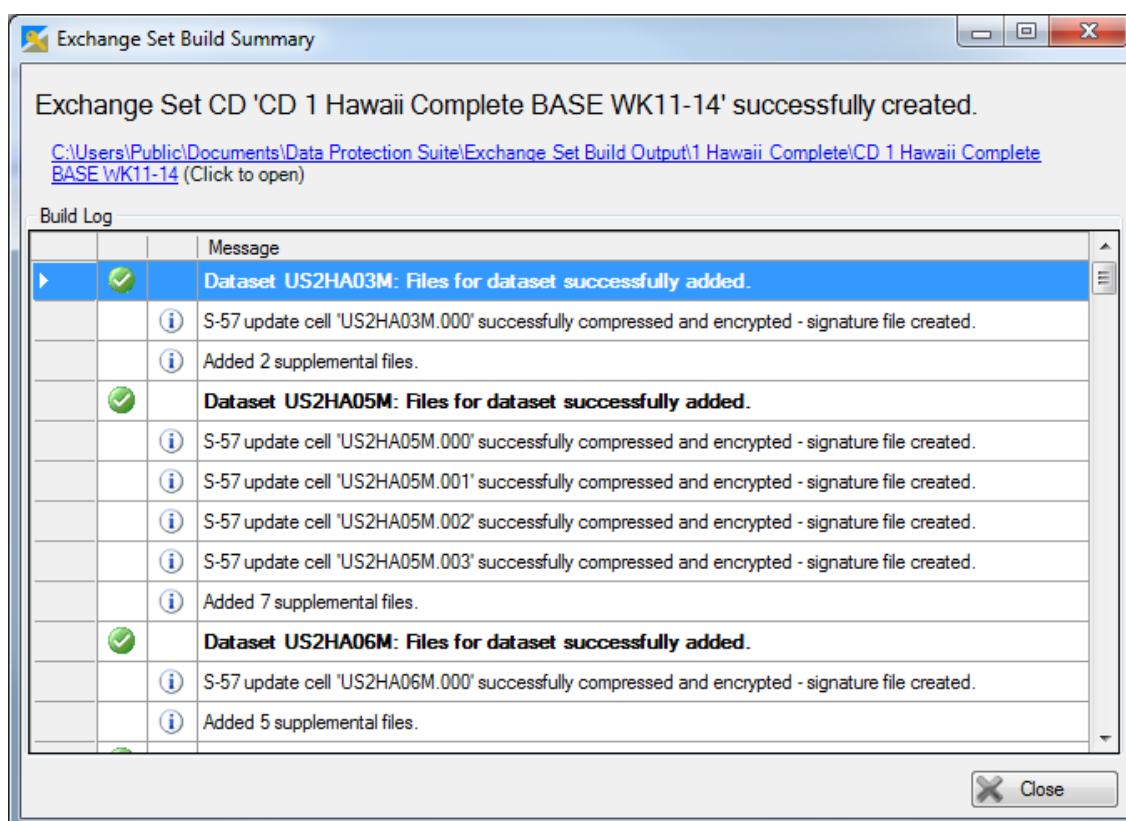 Exchange Set Build Summary
Exchange Set CD 'CD 1 Hawaii Complete BASE WK11-14' successfully created.
C:\Users\Public\Documents\Data Protection Suite\Exchange Set Build Output\1 Hawaii Complete\CD 1 Hawaii Complete
BASE WK11-14 (Click to open)
Build Log
Message
Dataset US2HA03M: Files for dataset successfully added.
S-57 update cell 'US2HA03M.000' successfully compressed and encrypted - signature file created.
Added 2 supplemental files.
Dataset US2HA05M: Files for dataset successfully added.
S-57 update cell 'US2HA05M.000' successfully compressed and encrypted - signature file created.
S-57 update cell 'US2HA05M.001' successfully compressed and encrypted - signature file created.
S-57 update cell 'US2HA05M.002' successfully compressed and encrypted - signature file created.
S-57 update cell 'US2HA05M.003' successfully compressed and encrypted - signature file created.
Added 7 supplemental files.
Dataset US2HA06M: Files for dataset successfully added.
S-57 update cell 'US2HA06M.000' successfully compressed and encrypted - signature file created.
Added 5 supplemental files.
Close